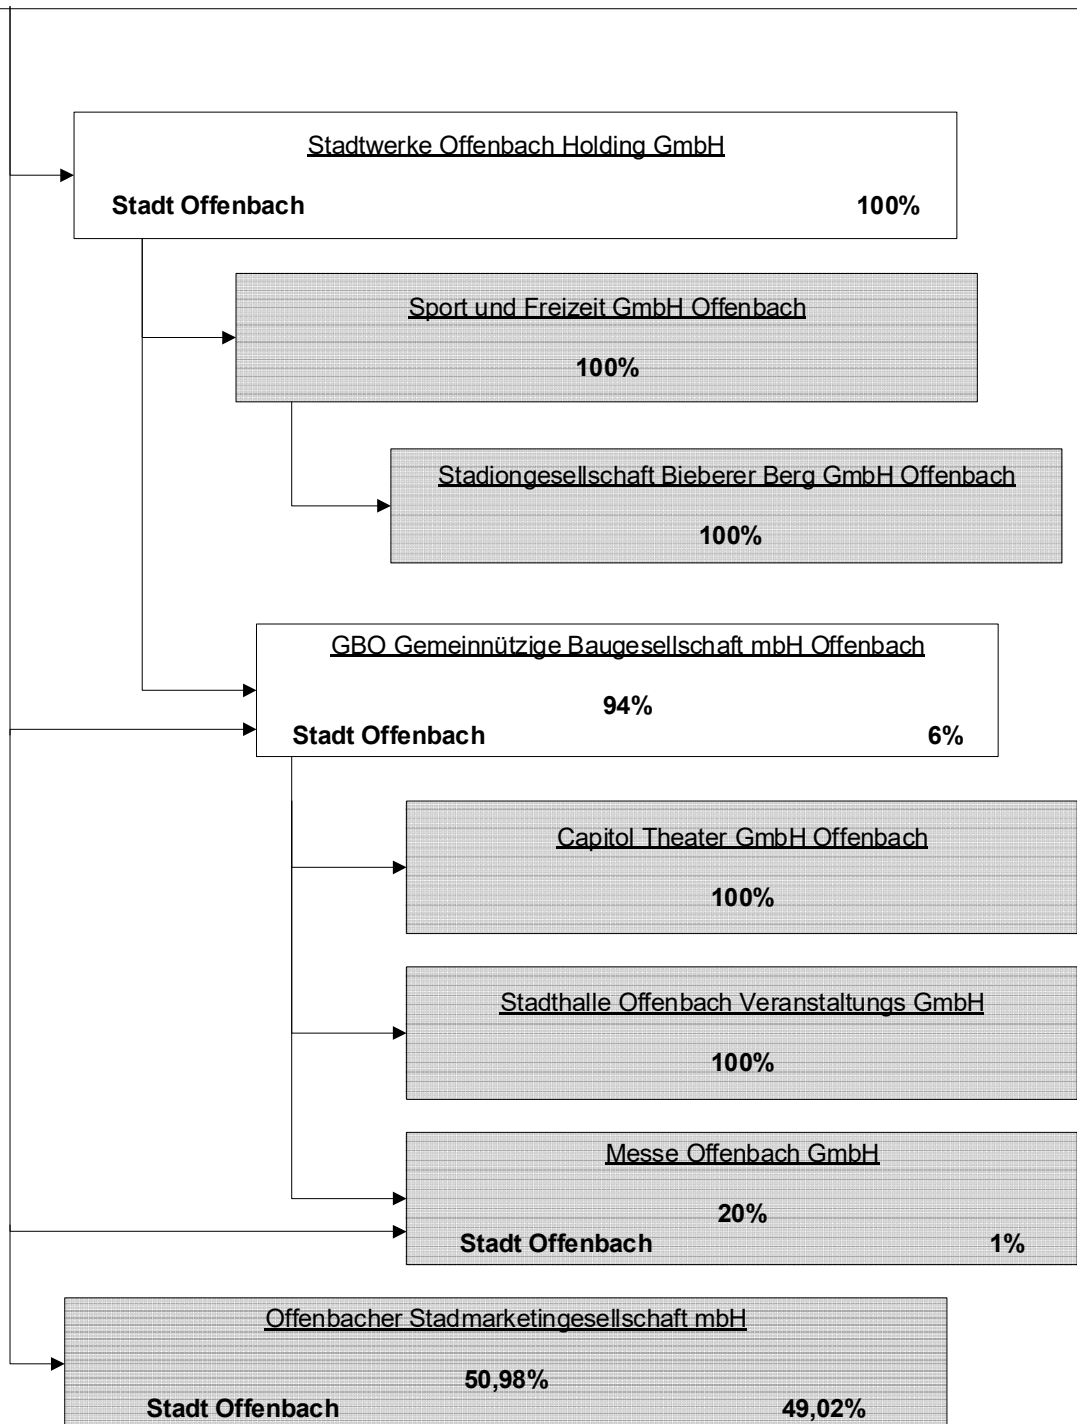 Stadtwerke Offenbach Holding GmbH
Stadt Offenbach 100%
Sport und Freizeit GmbH Offenbach
100%
Stadiongesellschaft Bieberer Berg GmbH Offenbach
100%
GBO Gemeinnützige Baugesellschaft mbH Offenbach
94%
Stadt Offenbach 6%
Capitol Theater GmbH Offenbach
100%
Stadthalle Offenbach Veranstaltungs GmbH
100%
Messe Offenbach GmbH
20%
Stadt Offenbach 1%
Offenbacher Stadmarketingesellschaft mbH
50,98%
Stadt Offenbach 49,02%